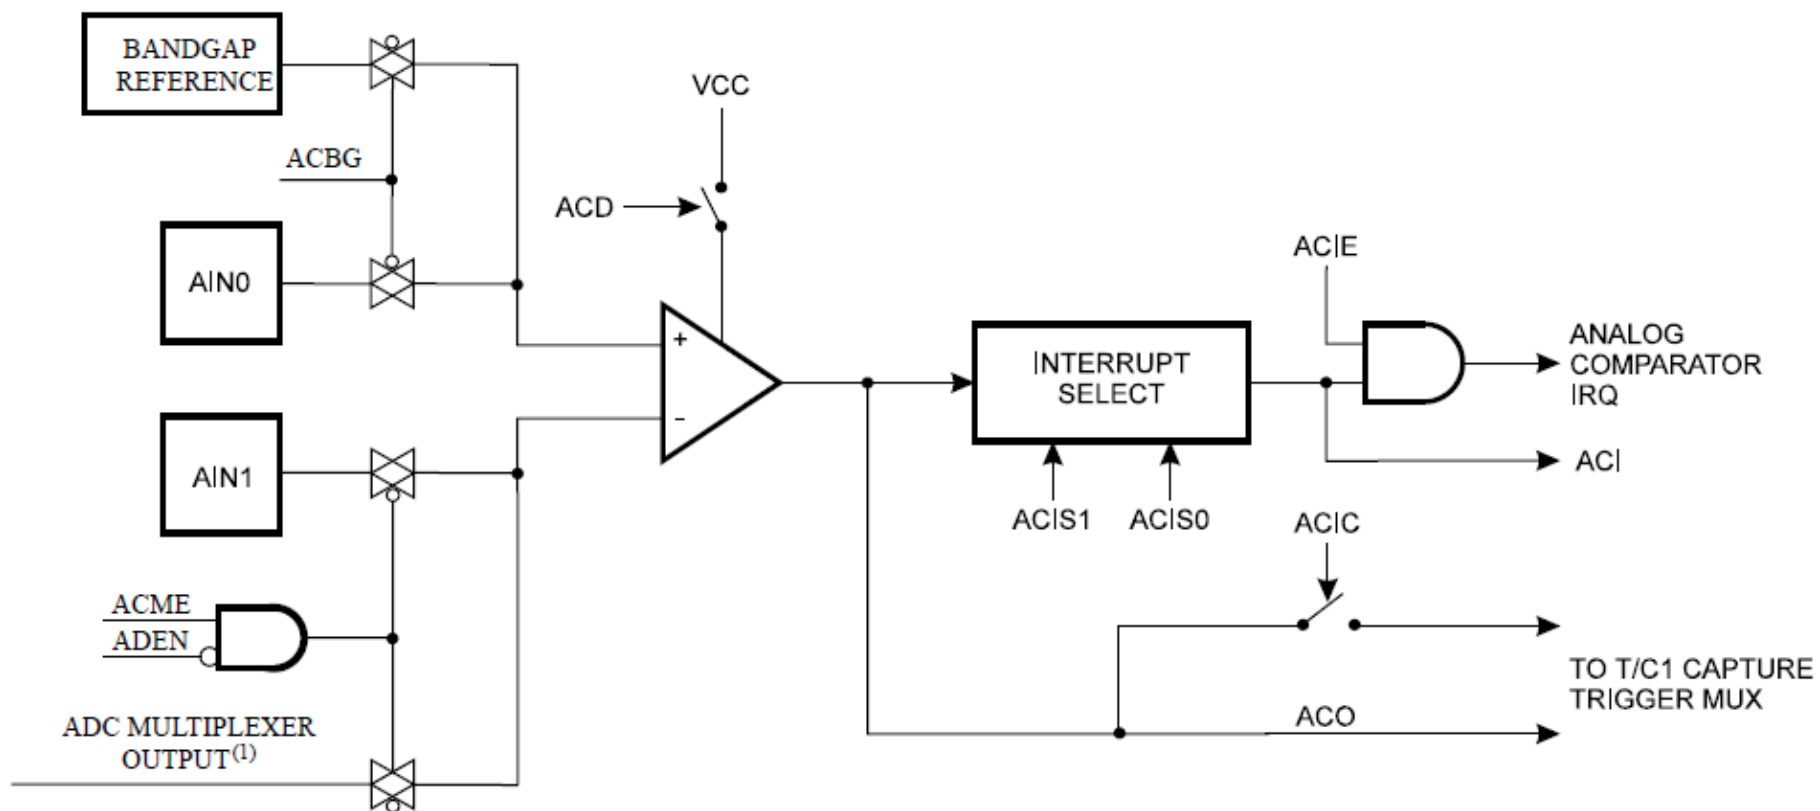 BANDGAP
REFERENCE
ACBG
VCC
ACD
AIN0
+
-
AIN1
ACME
ADEN
ADC MULTIPLEXER
OUTPUT(1)
INTERRUPT
SELECT
ACIS1
ACIS0
ACIE
ANALOG
COMPARATOR
IRQ
ACI
ACIC
TO T/C1 CAPTURE
TRIGGER MUX
ACO